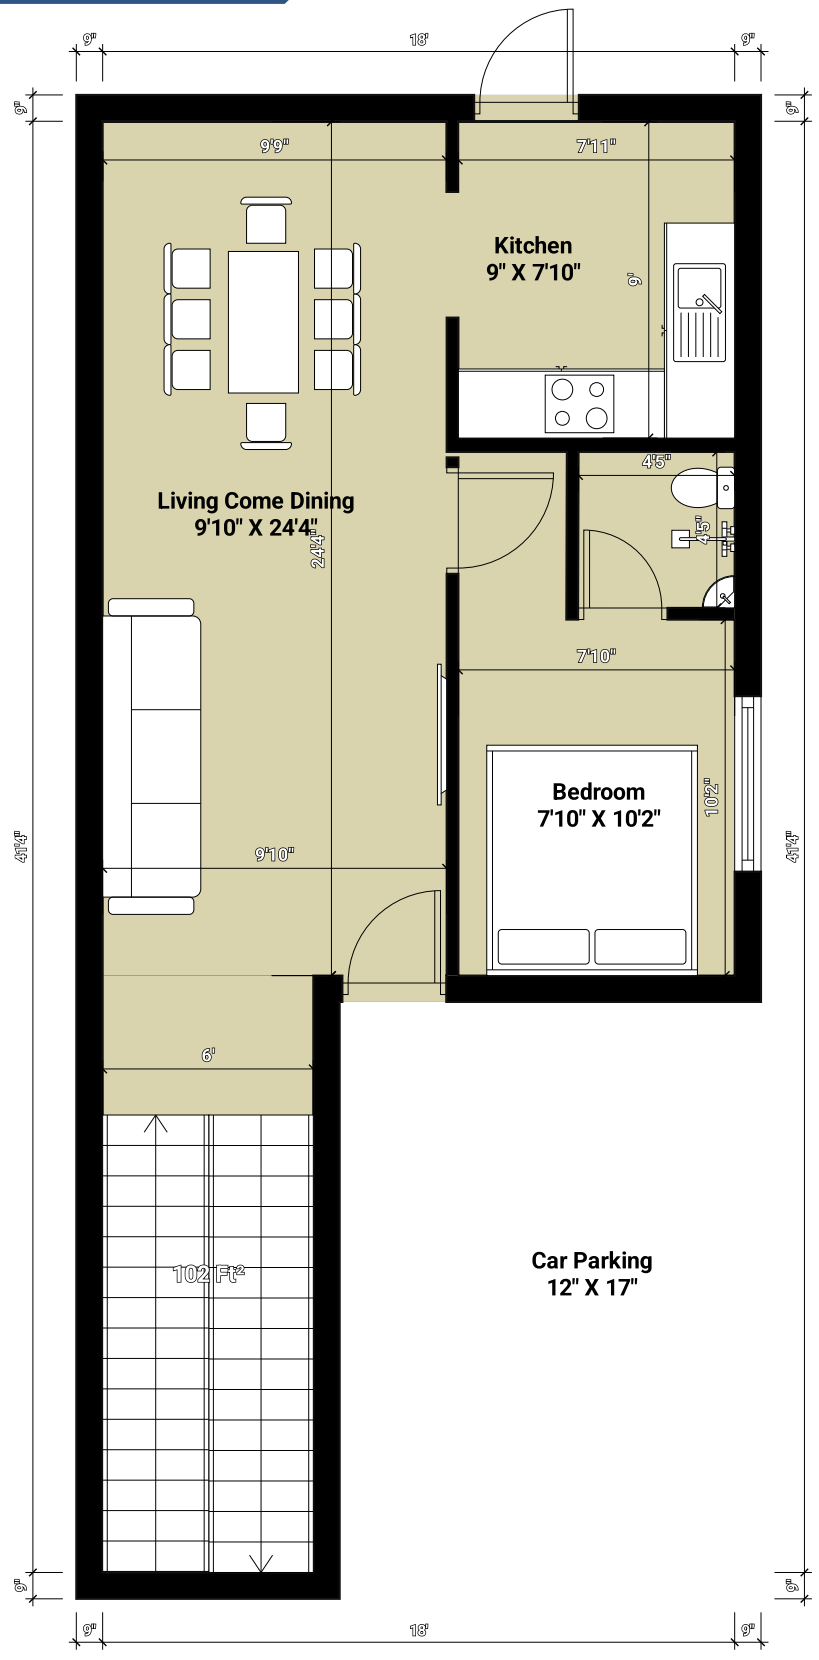 9"
18'
9"
9"
9"
9'9"
7'11"
Kitchen
9" X 7'10"
9'
4'5"
Living Come Dining
9'10" X 24'4"
24'4"
4'5"
7'10"
Bedroom
7'10" X 10'2"
10'2"
41'4"
41'4"
9'10"
6'
102 Ft²
Car Parking
12" X 17"
9"
9"
9"
18'
9"